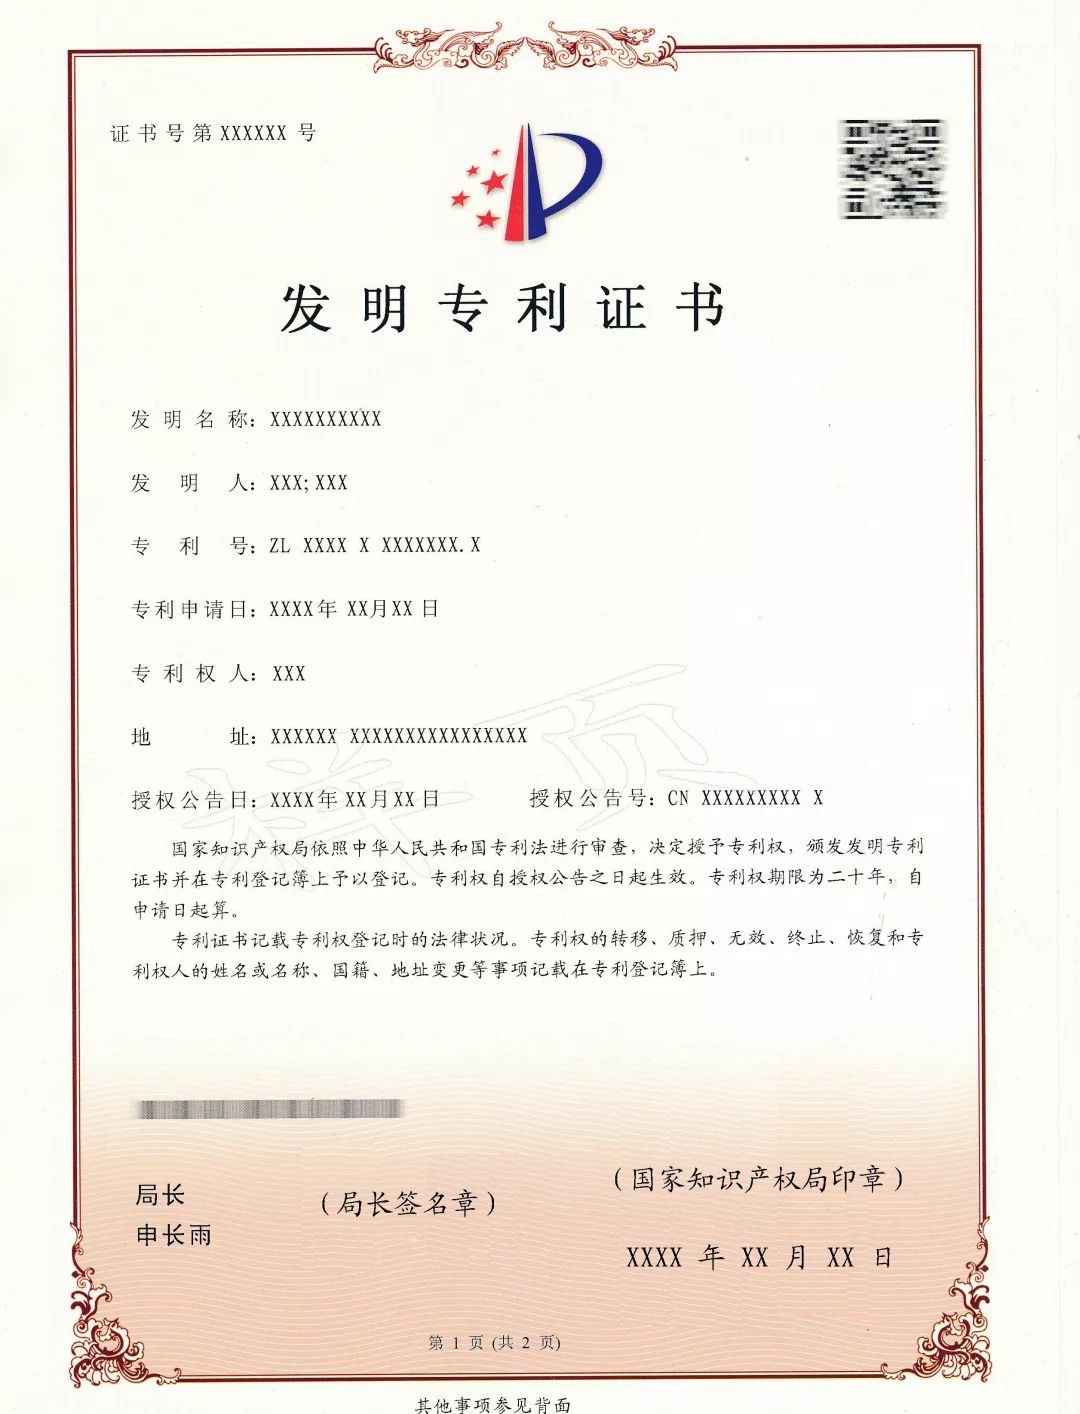 证书号第XXXXXX号
发明专利证书
发明名称：XXXXXXXXXX
发明人：XXX;XXX
专利号：ZL XXXX X XXXXXXX.X
专利申请日：XXXX年XX月XX日
专利权人：XXX
地址：XXXXXX XXXXXXXXXXXXXXXX
样页
授权公告日：XXXX年XX月XX日 授权公告号：CN XXXXXXXXX X
国家知识产权局依照中华人民共和国专利法进行审查，决定授予专利权，颁发发明专利
证书并在专利登记簿上予以登记。专利权自授权公告之日起生效。专利权期限为二十年，自
申请日起算。
专利证书记载专利权登记时的法律状况。专利权的转移、质押、无效、终止、恢复和专
利权人的姓名或名称、国籍、地址变更等事项记载在专利登记簿上。
局长
申长雨
（局长签名章）
（国家知识产权局印章）
XXXX 年 XX 月 XX 日
第 1 页 (共 2 页)
其他事项参见背面